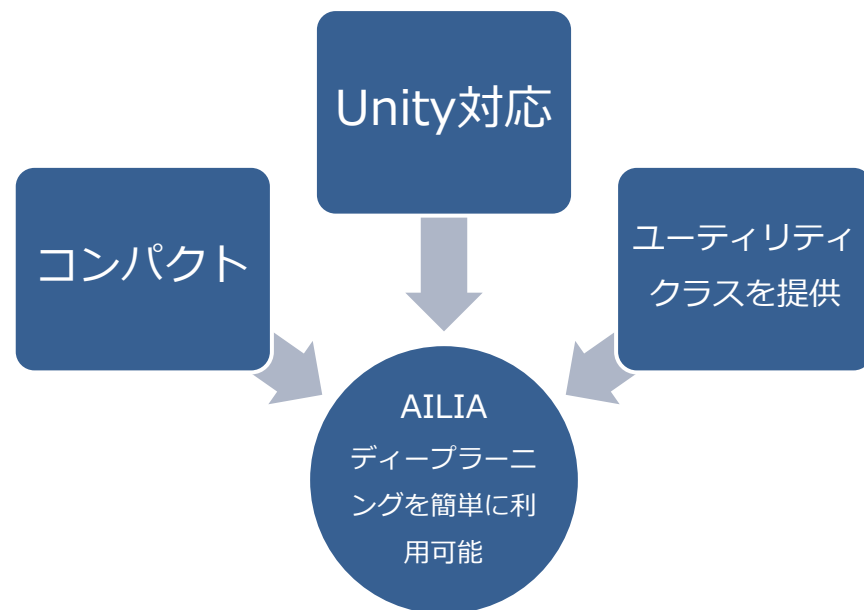 Unity対応
コンパクト
ユーティリティ
クラスを提供
AILIA
ディープラーニ
ングを簡単に利
用可能